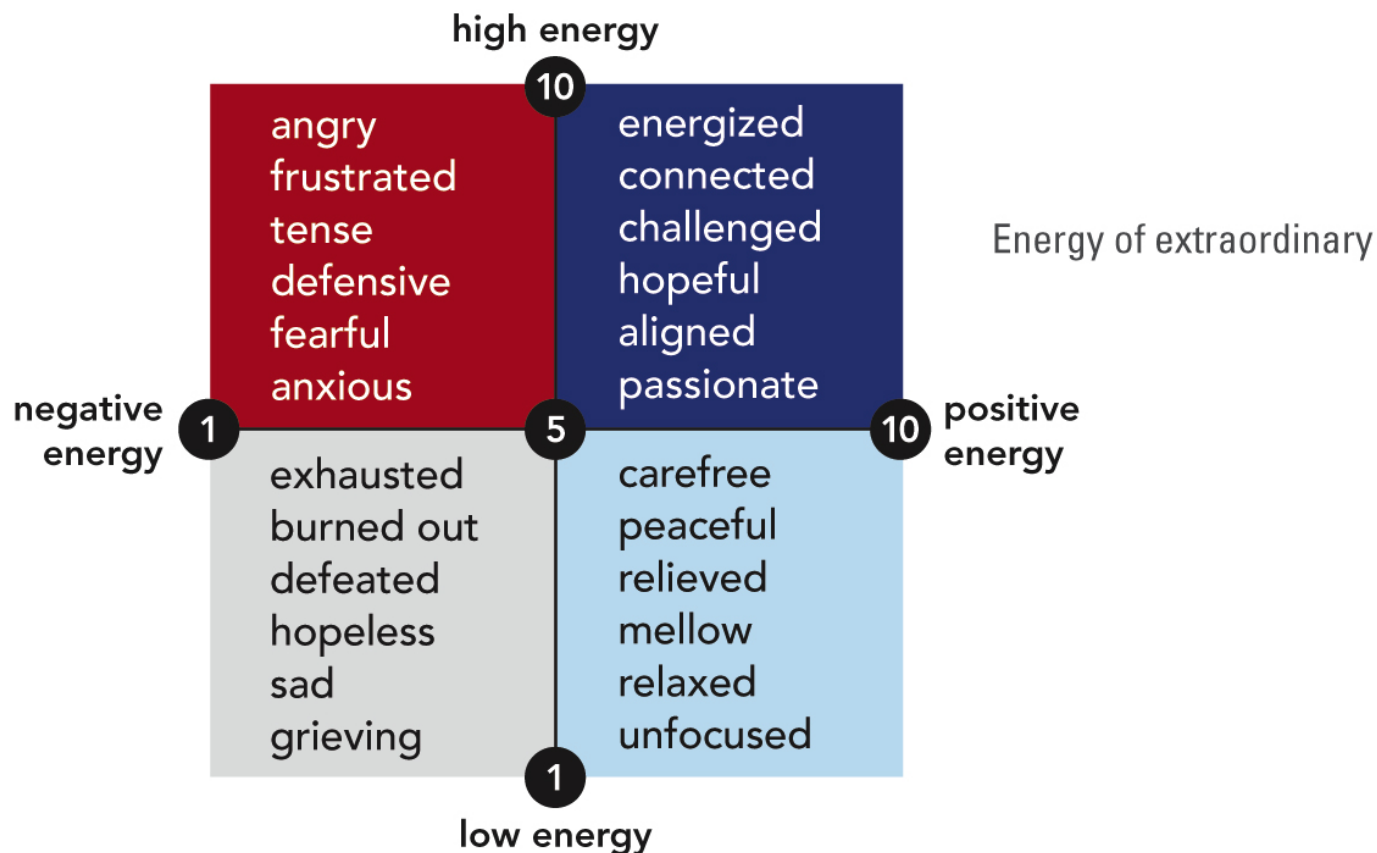 high energy
10
angry
frustrated
tense
defensive
fearful
anxious
energized
connected
challenged
hopeful
aligned
passionate
Energy of extraordinary
negative
energy
1
5
10
positive
energy
exhausted
burned out
defeated
hopeless
sad
grieving
carefree
peaceful
relieved
mellow
relaxed
unfocused
1
low energy